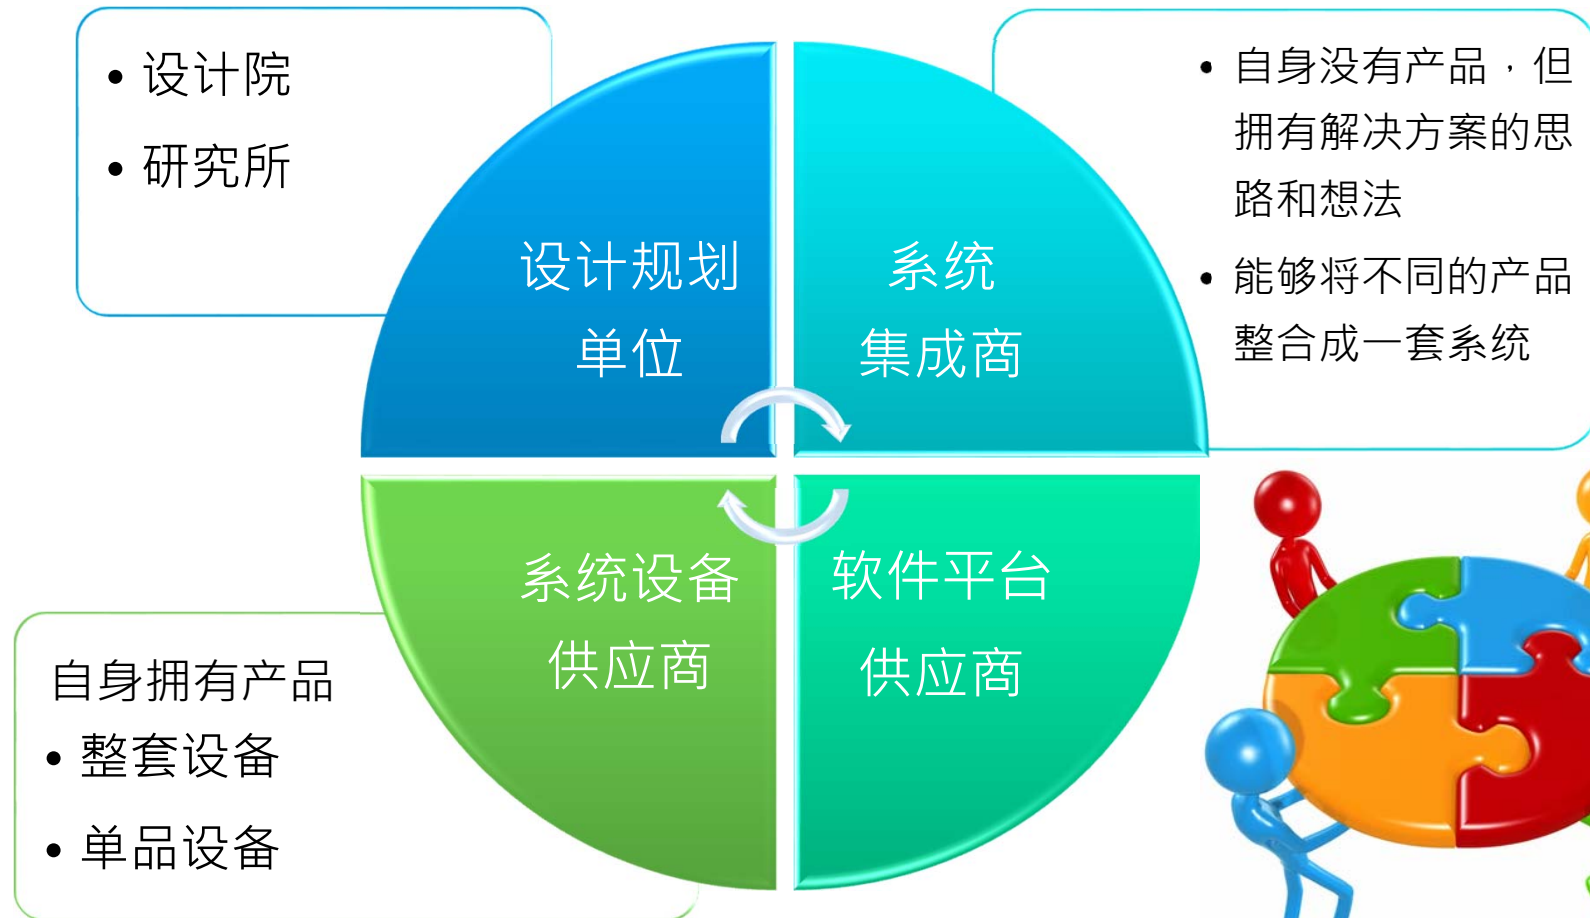 • 设计院
• 研究所
设计规划
单位
系统
集成商
• 自身没有产品，但
拥有解决方案的思
路和想法
• 能够将不同的产品
整合成一套系统
系统设备
供应商
软件平台
供应商
自身拥有产品
• 整套设备
• 单品设备